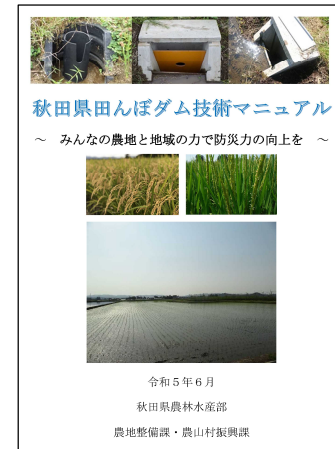 秋田県田んぼダム技術マニュアル
～ みんなの農地と地域の力で防災力の向上を ～
令和５年６月
秋田県農林水産部
農地整備課・農山村振興課